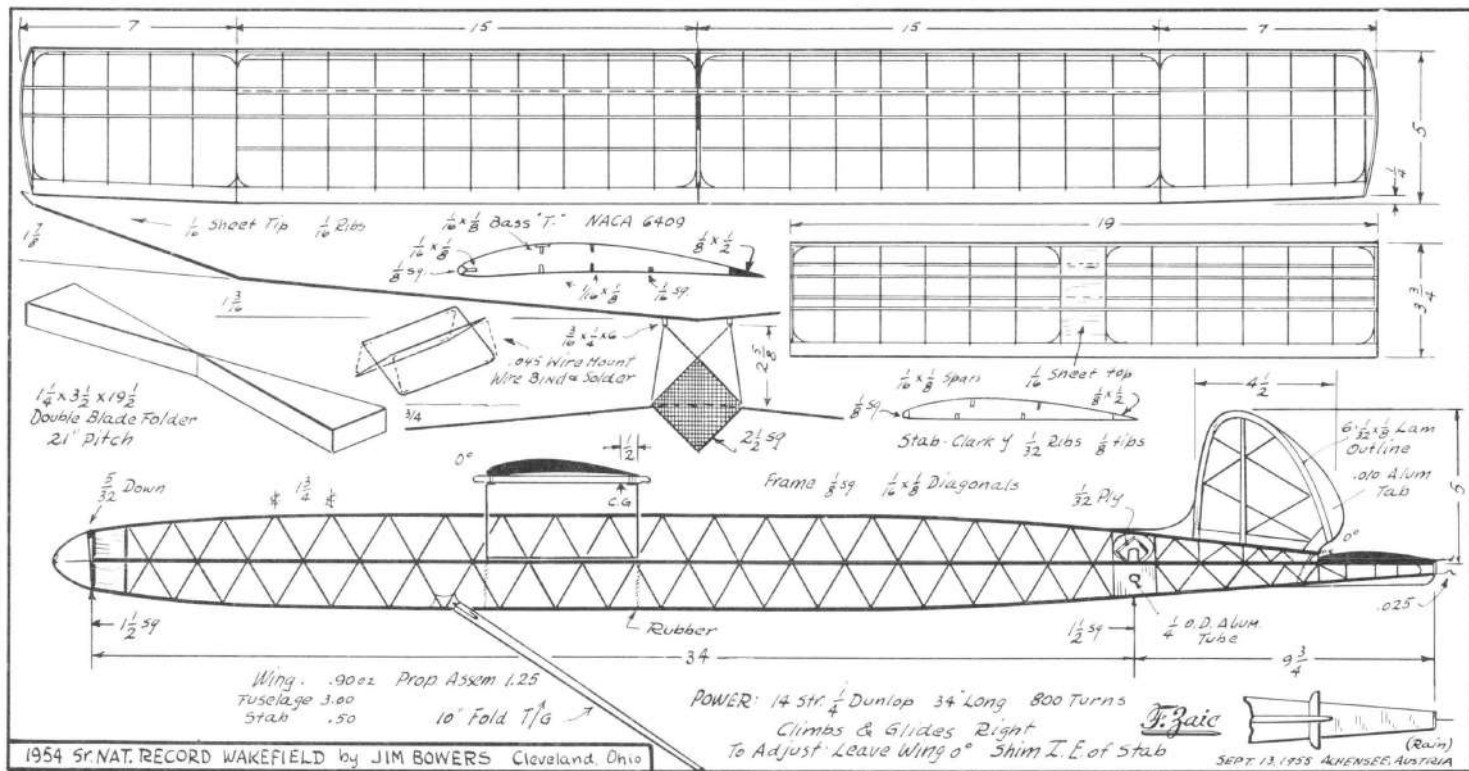 7
15
15
7
5
1/4
1/16 Sheet Tip 1/16 Ribs
1/16 x 1/8 Bass "T." NACA 6409
1/16 x 1/8
1/8 sq.
1/16 x 1/8
1/16 sq.
1/8 x 1/2
1 7/8
1 3/16
19
3 3/4
3/16 x 1/4 x 6
.045 Wire Mount
Wire Bind & Solder
2 5/8
1 1/4 x 3 1/2 x 19 1/2
Double Blade Folder
21" Pitch
3/4
2 1/2 sq
1/16 x 1/8 Spars
1/16 Sheet top
1/8 sq
1/8 x 1/2
Stab - Clark y 1/32 Ribs 1/8 tips
4 1/2
6 - 1/32 x 1/8 Lam
Outline
.010 Alum
Tab
5
0°
1/2
C.G
5/32 Down
1 3/4
Frame 1/8 sq 1/16 x 1/8 Diagonals
1/32 Ply
0°
.025
1 1/2 sq
Rubber
1 1/2 sq
1/4 O.D. Alum.
Tube
34
9 3/4
Wing. .90 oz Prop Assem 1.25
Fuselage 3.00
Stab .50
10" Fold T/G
POWER: 14 Str. 1/4 Dunlop 34" Long 800 Turns
Climbs & Glides Right
To Adjust: Leave Wing 0° Shim T.E. of Stab
F. Zaic
(Rain)
SEPT. 13, 1955 ACHENSEE, AUSTRIA
1954 Sr. NAT. RECORD WAKEFIELD by JIM BOWERS Cleveland, Ohio